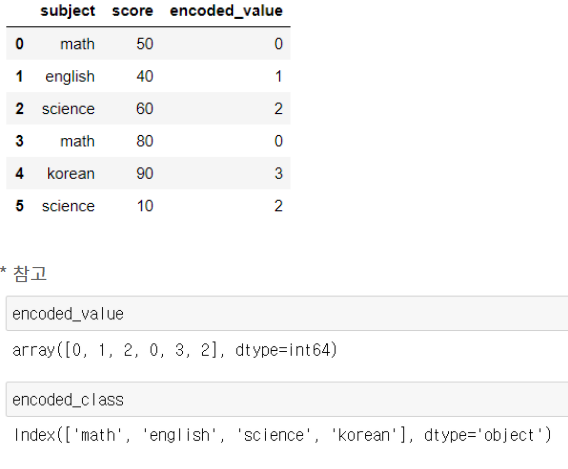 subject score encoded_value
0 math 50 0
1 english 40 1
2 science 60 2
3 math 80 0
4 korean 90 3
5 science 10 2
* 참고
encoded_value
array([0, 1, 2, 0, 3, 2], dtype=int64)
encoded_class
Index(['math', 'english', 'science', 'korean'], dtype='object')